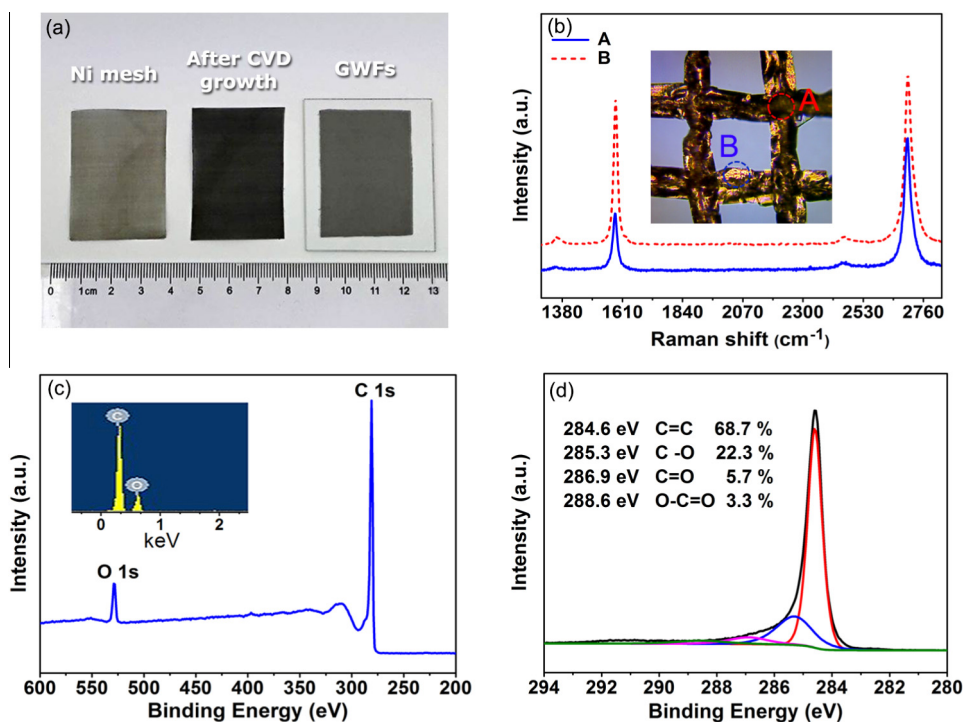 (a)
Ni mesh
After CVD
growth
GWFs
0 1cm 2 3 4 5 6 7 8 9 10 11 12 13
(b)
A
B
A
B
Intensity (a.u.)
1380 1610 1840 2070 2300 2530 2760
Raman shift (cm⁻¹)
(c)
C 1s
C
O
0 1 2
keV
O 1s
Intensity (a.u.)
600 550 500 450 400 350 300 250 200
Binding Energy (eV)
(d)
284.6 eV C=C 68.7 %
285.3 eV C -O 22.3 %
286.9 eV C=O 5.7 %
288.6 eV O-C=O 3.3 %
Intensity (a.u.)
294 292 290 288 286 284 282 280
Binding Energy (eV)